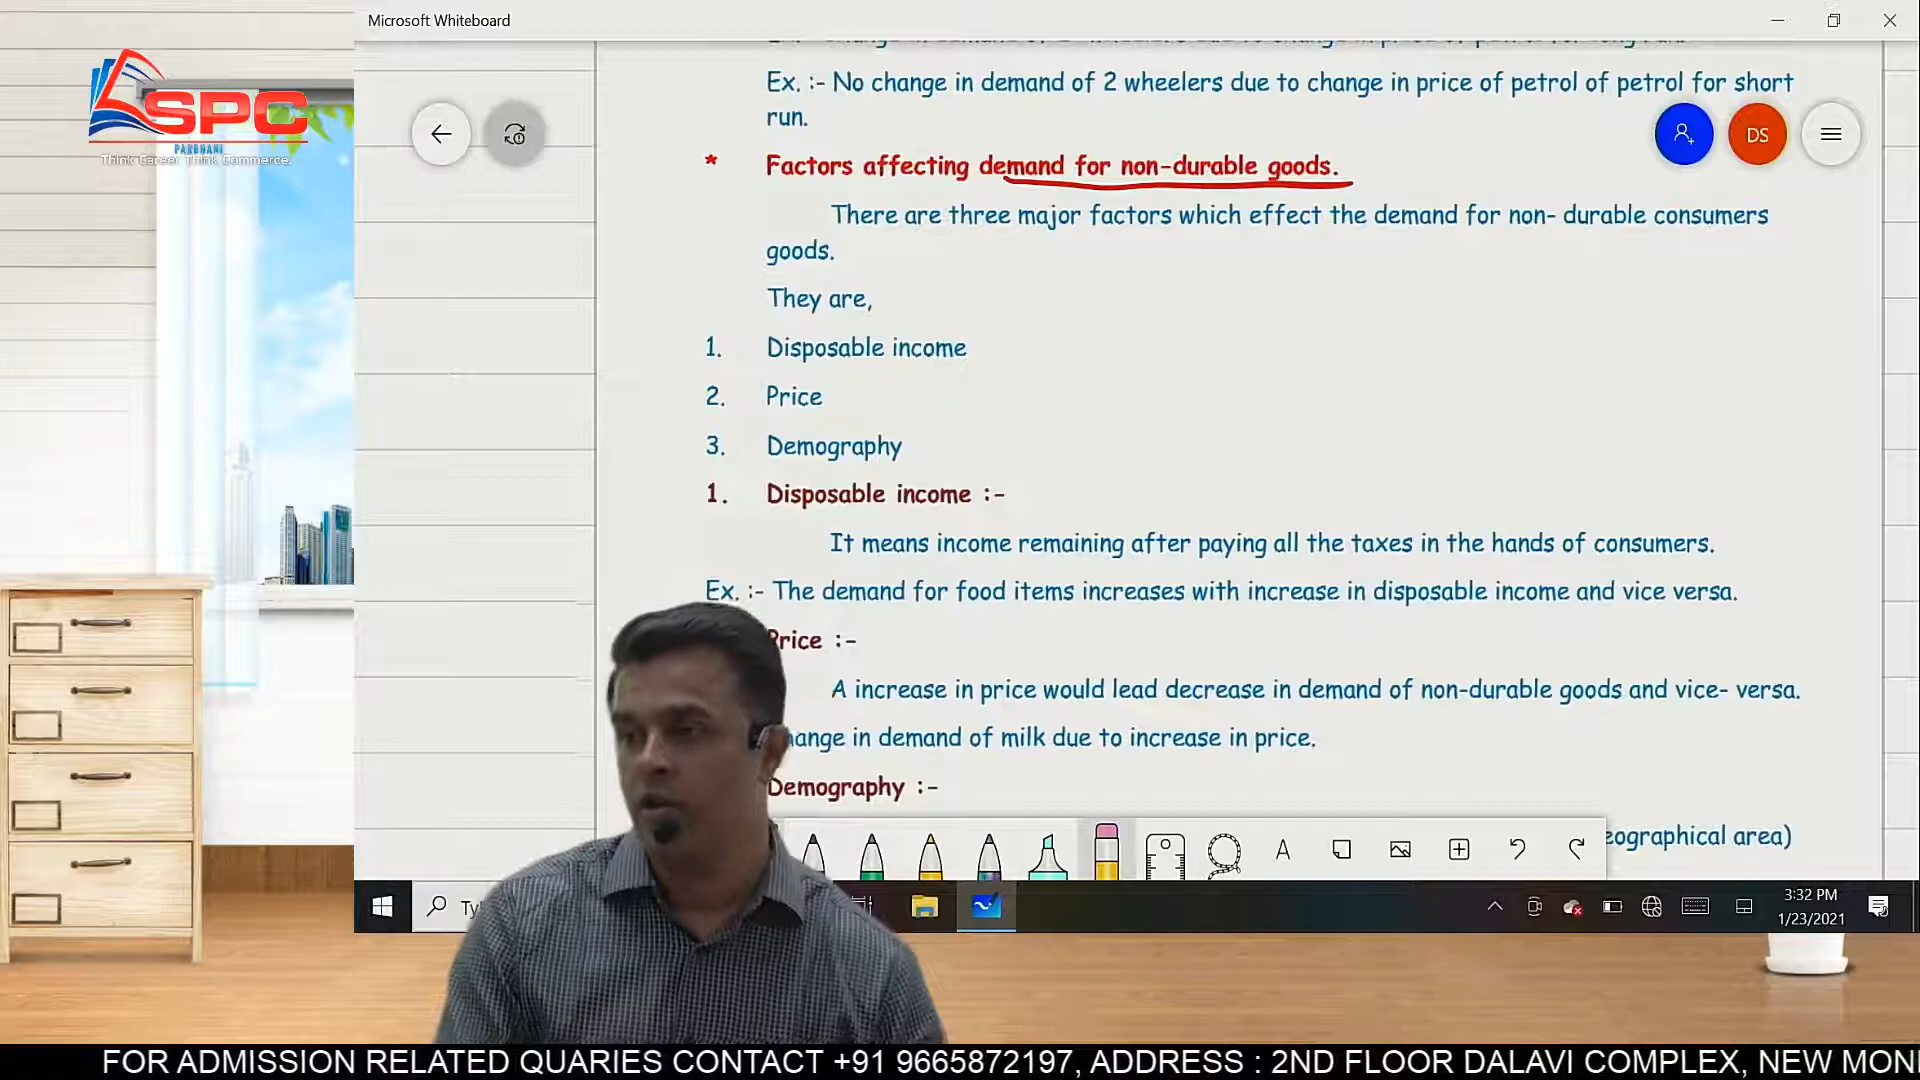 Microsoft Whiteboard
Ex. :- No change in demand of 2 wheelers due to change in price of petrol of petrol for short
run.
* Factors affecting demand for non-durable goods.
There are three major factors which effect the demand for non- durable consumers
goods.
They are,
1. Disposable income
2. Price
3. Demography
1. Disposable income :-
It means income remaining after paying all the taxes in the hands of consumers.
Ex. :- The demand for food items increases with increase in disposable income and vice versa.
Price :-
A increase in price would lead decrease in demand of non-durable goods and vice- versa.
hange in demand of milk due to increase in price.
Demography :-
eographical area)
DS
SPC
PARBHANI
Think Career Think Commerce.
A
Ty
3:32 PM
1/23/2021
FOR ADMISSION RELATED QUARIES CONTACT +91 9665872197, ADDRESS : 2ND FLOOR DALAVI COMPLEX, NEW MON